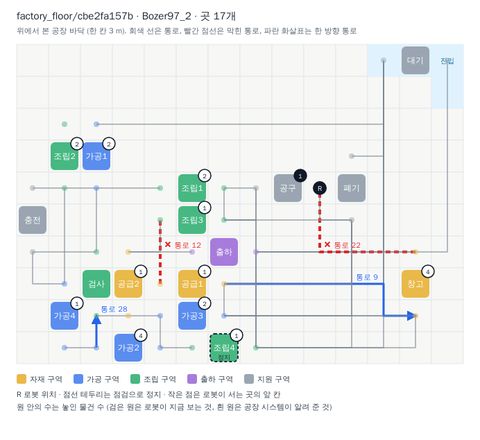 factory_floor/cbe2fa157b · Bozer97_2 · 곳 17개
위에서 본 공장 바닥 (한 칸 3 m). 회색 선은 통로, 빨간 점선은 막힌 통로, 파란 화살표는 한 방향 통로
대기
2 2
조립2 가공1
2 1
조립1 공구 R 폐기
1
충전 조립3
✕ 통로 12 출하 ✕ 통로 22
1 1 통로 9 4
검사 공급2 공급1 창고
1 통로 28 2
가공4 가공3
4 1
가공2 조립4
자재 구역 가공 구역 조립 구역 출하 구역 지원 구역
R 로봇 위치 · 점선 테두리는 점검으로 정지 · 작은 점은 로봇이 서는 곳의 앞 칸
원 안의 수는 놓인 물건 수 (검은 원은 로봇이 지금 보는 것, 흰 원은 공장 시스템이 알려 준 것)